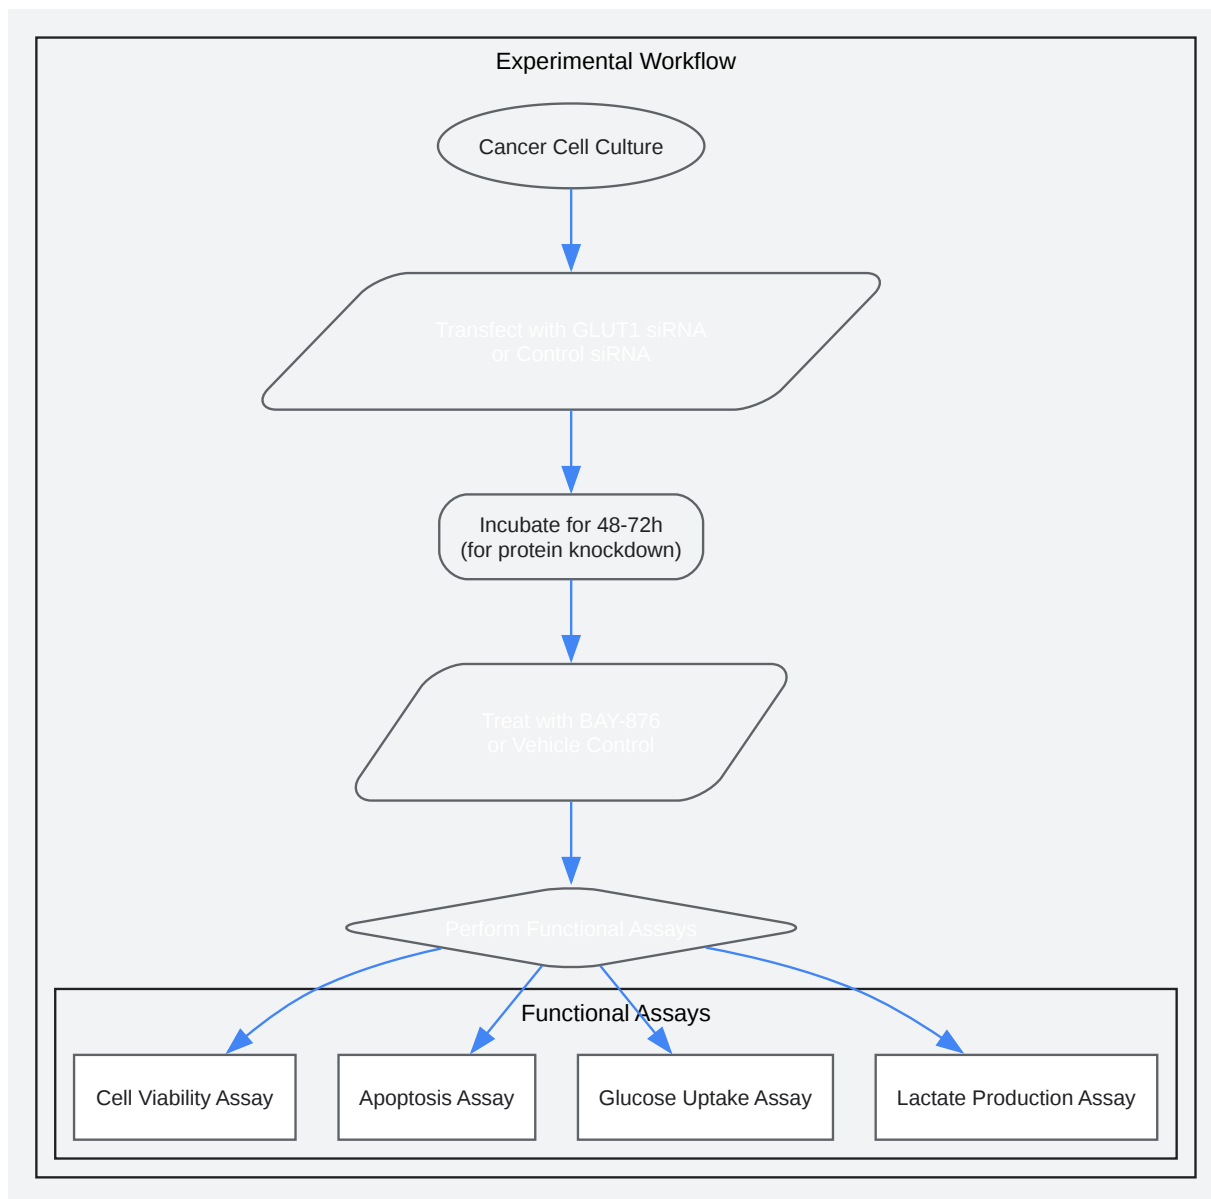 Experimental Workflow
Cancer Cell Culture
Transfect with GLUT1 siRNA
or Control siRNA
Incubate for 48-72h
(for protein knockdown)
Treat with BAY-876
or Vehicle Control
Perform Functional Assays
Functional Assays
Cell Viability Assay
Apoptosis Assay
Glucose Uptake Assay
Lactate Production Assay